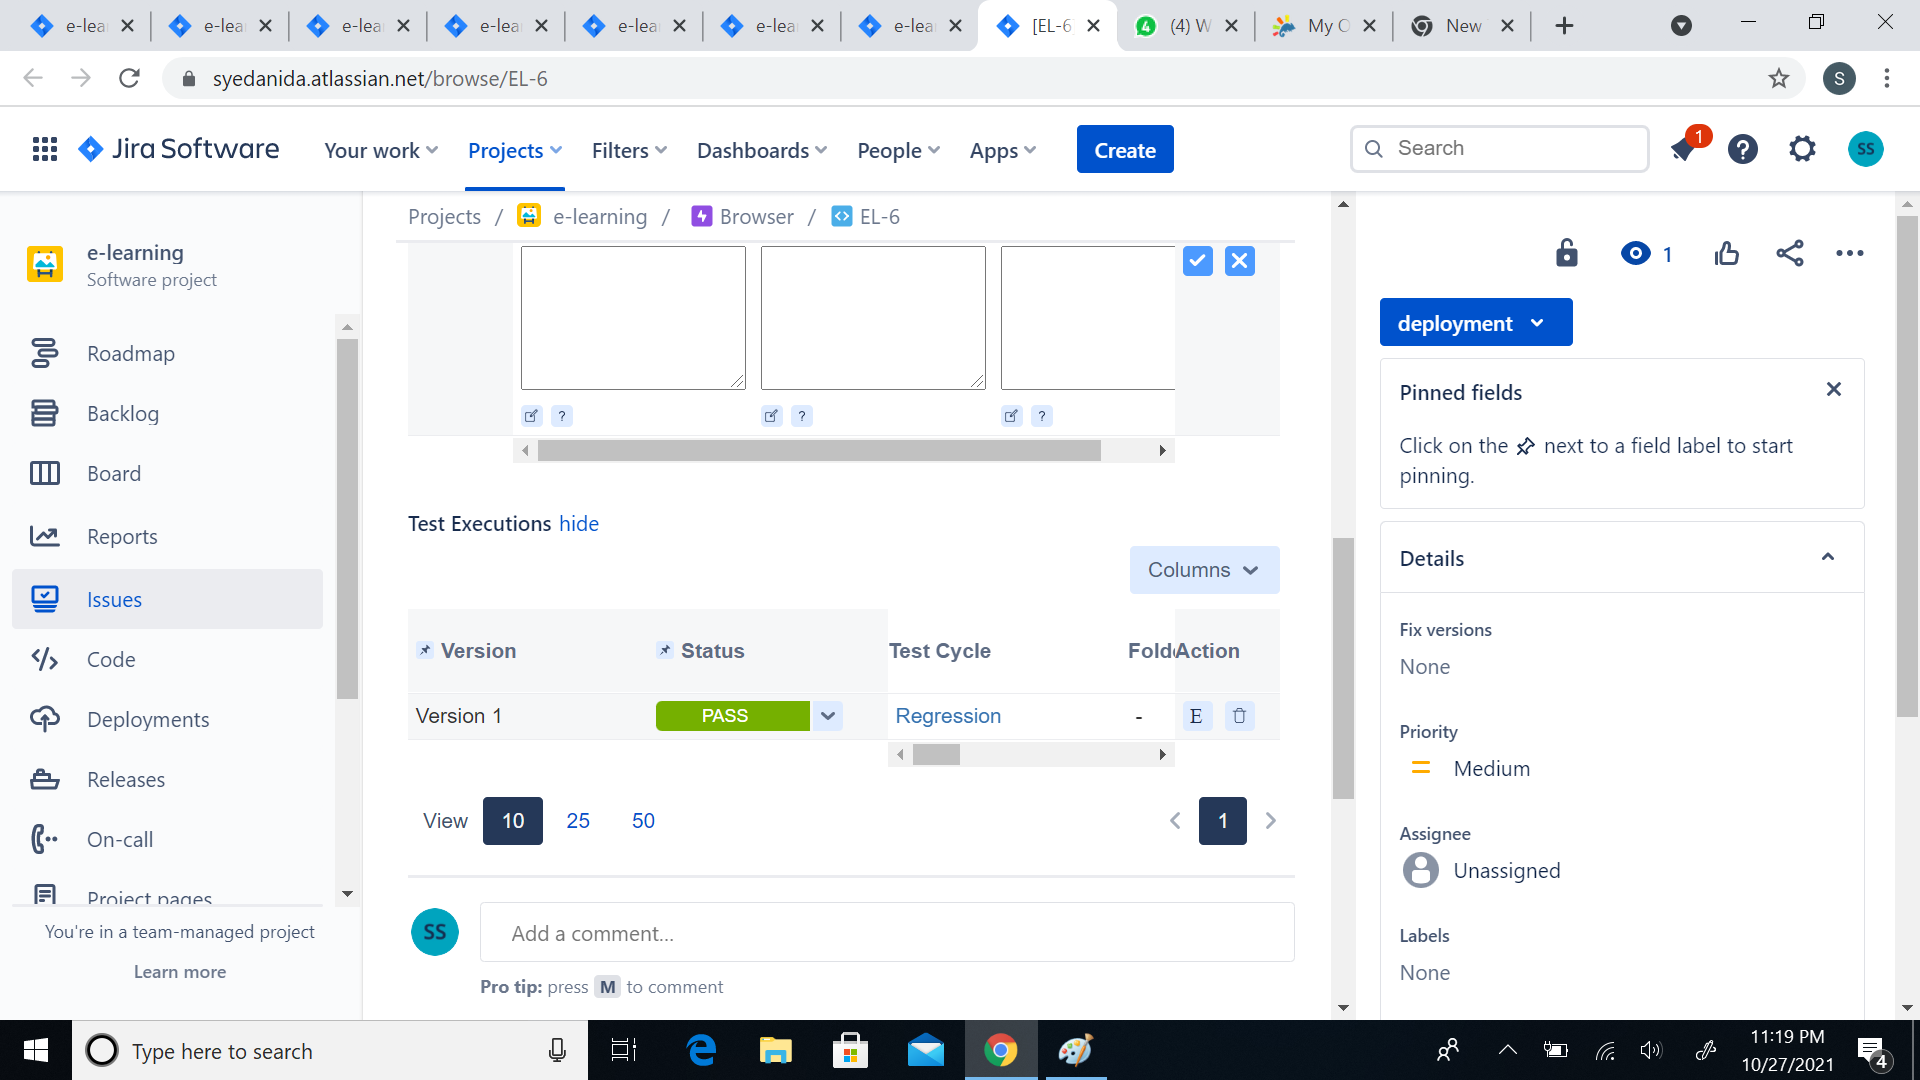 e-lea
e-lea
e-lea
e-lea
e-lea
e-lea
e-lea
[EL-6
(4) W
My O
New
syedanida.atlassian.net/browse/EL-6
S
Jira Software
Your work
Projects
Filters
Dashboards
People
Apps
Create
Search
1
SS
e-learning
Software project
Roadmap
Backlog
Board
Reports
Issues
Code
Deployments
Releases
On-call
Project pages
You're in a team-managed project
Learn more
Projects / e-learning / Browser / EL-6
? ? ?
Test Executions hide
Columns
Version Status Test Cycle Folde Action
Version 1 PASS Regression - E
View 10 25 50
1
SS
Add a comment...
Pro tip: press M to comment
1
deployment
Pinned fields
Click on the next to a field label to start
pinning.
Details
Fix versions
None
Priority
Medium
Assignee
Unassigned
Labels
None
Type here to search
11:19 PM
10/27/2021
4